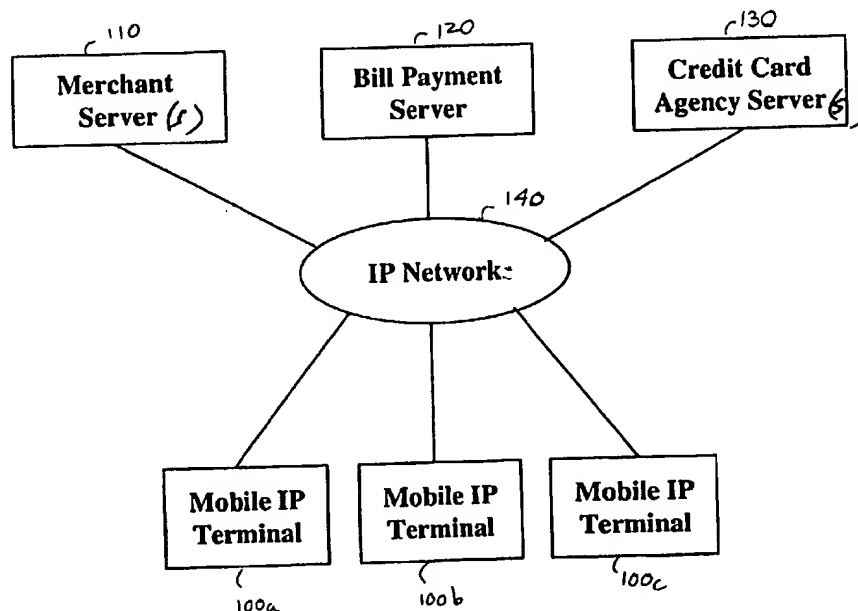 110
120
130
Merchant
Server (s)
Bill Payment
Server
Credit Card
Agency Server(s)
140
IP Networks
Mobile IP
Terminal
Mobile IP
Terminal
Mobile IP
Terminal
100a
100b
100c